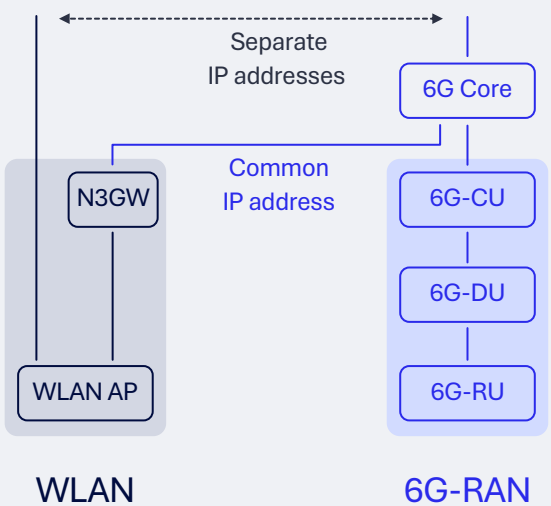 Separate
IP addresses
6G Core
Common
IP address
N3GW
6G-CU
6G-DU
WLAN AP
6G-RU
WLAN
6G-RAN